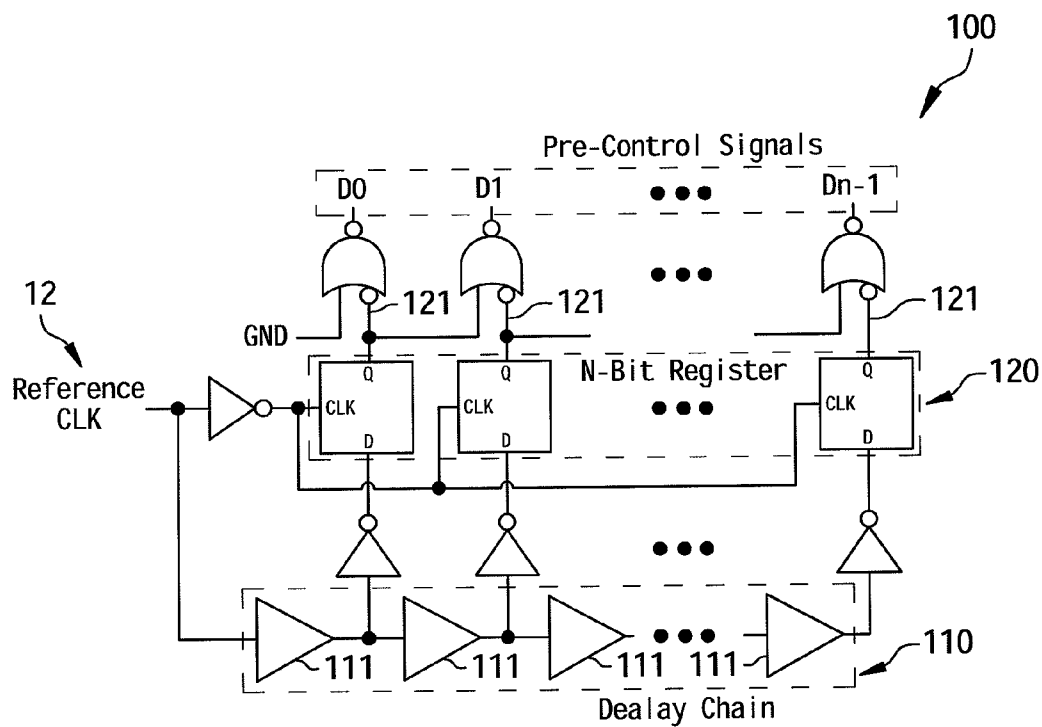 100
Pre-Control Signals
D0 D1 Dn-1
12
121 121 121
GND
Reference
CLK
Q Q N-Bit Register Q
120
CLK CLK CLK
D D D
111 111 111 111
110
Dealay Chain